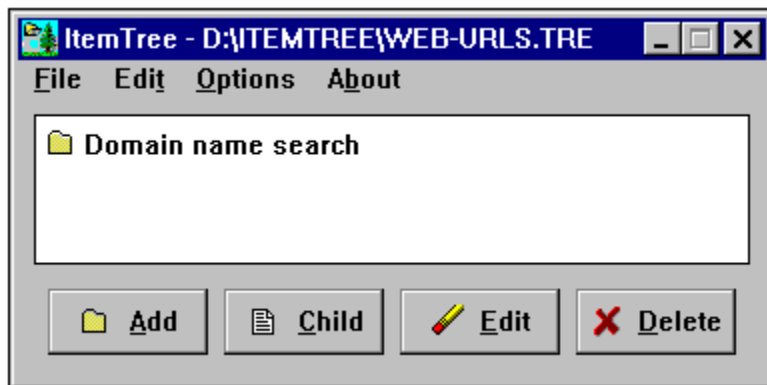 ItemTree - D:\ITEMTREE\WEB-URLS.TRE
File Edit Options About
Domain name search
Add Child Edit Delete